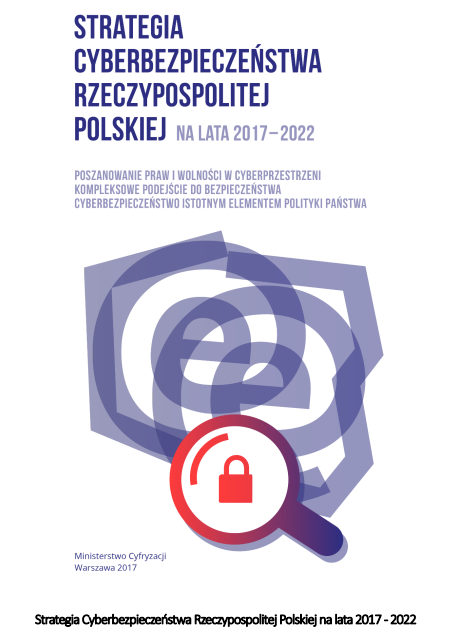 STRATEGIA
CYBERBEZPIECZEŃSTWA
RZECZYPOSPOLITEJ
POLSKIEJ NA LATA 2017–2022
POSZANOWANIE PRAW I WOLNOŚCI W CYBERPRZESTRZENI
KOMPLEKSOWE PODEJŚCIE DO BEZPIECZEŃSTWA
CYBERBEZPIECZEŃSTWO ISTOTNYM ELEMENTEM POLITYKI PAŃSTWA
Ministerstwo Cyfryzacji
Warszawa 2017
Strategia Cyberbezpieczeństwa Rzeczypospolitej Polskiej na lata 2017 - 2022